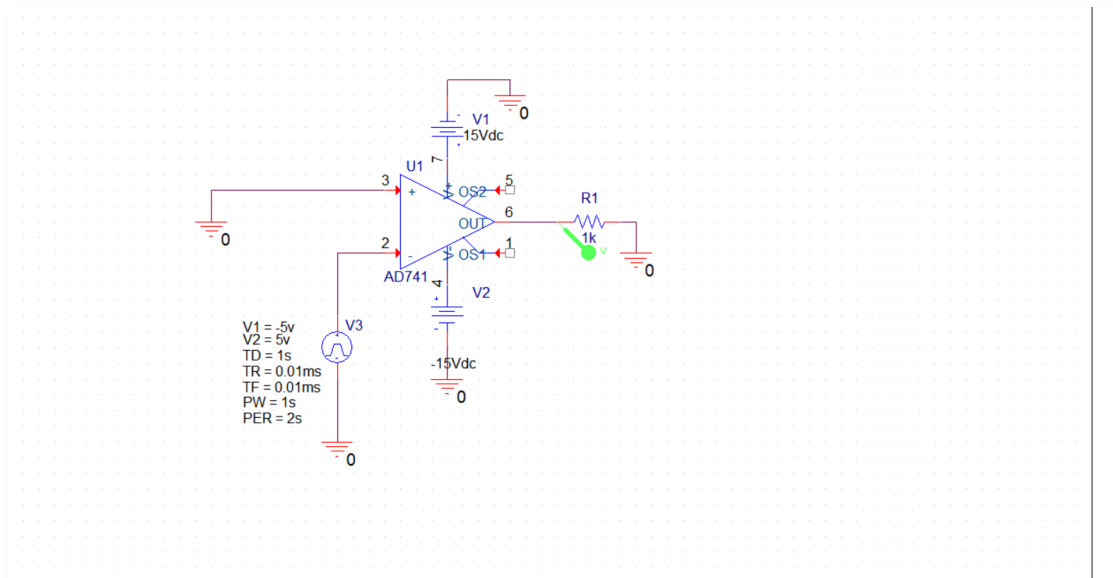 0
V1
15Vdc
7
U1
3
5
+
V+
OS2
R1
6
OUT
0
2
1k
V
1
-
V-
OS1
0
AD741
4
V2
V1 = -5v
V3
V2 = 5v
TD = 1s
TR = 0.01ms
-15Vdc
TF = 0.01ms
0
PW = 1s
PER = 2s
0